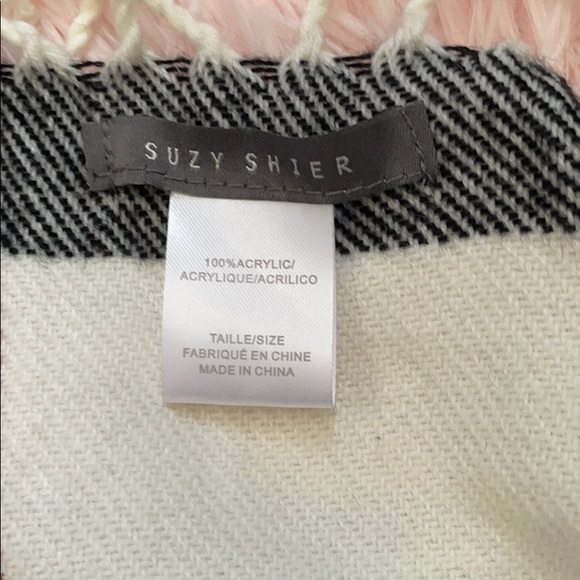 SUZY SHIER
100%ACRYLIC/
ACRYLIQUE/ACRILICO
TAILLE/SIZE
FABRIQUÉ EN CHINE
MADE IN CHINA